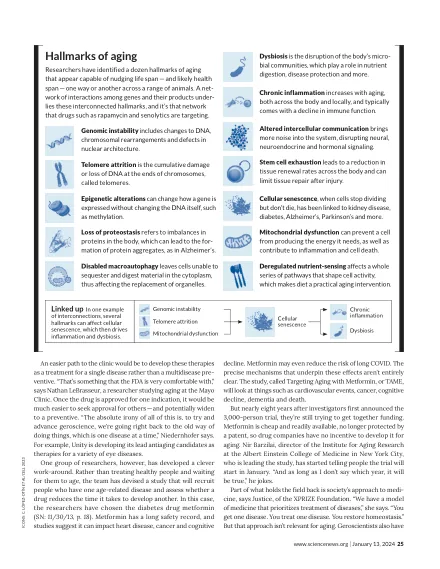 Hallmarks of aging
Researchers have identified a dozen hallmarks of aging
that appear capable of nudging life span — and likely health
span — one way or another across a range of animals. A net-
work of interactions among genes and their products under-
lies these interconnected hallmarks, and it's that network
that drugs such as rapamycin and senolytics are targeting.
Genomic instability includes changes to DNA,
chromosomal rearrangements and defects in
nuclear architecture.
Telomere attrition is the cumulative damage
or loss of DNA at the ends of chromosomes,
called telomeres.
Epigenetic alterations can change how a gene is
expressed without changing the DNA itself, such
as methylation.
Loss of proteostasis refers to imbalances in
proteins in the body, which can lead to the for-
mation of protein aggregates, as in Alzheimer's.
Disabled macroautophagy leaves cells unable to
sequester and digest material in the cytoplasm,
thus affecting the replacement of organelles.
Dysbiosis is the disruption of the body's micro-
bial communities, which play a role in nutrient
digestion, disease protection and more.
Chronic inflammation increases with aging,
both across the body and locally, and typically
comes with a decline in immune function.
Altered intercellular communication brings
more noise into the system, disrupting neural,
neuroendocrine and hormonal signaling.
Stem cell exhaustion leads to a reduction in
tissue renewal rates across the body and can
limit tissue repair after injury.
Cellular senescence, when cells stop dividing
but don't die, has been linked to kidney disease,
diabetes, Alzheimer's, Parkinson's and more.
Mitochondrial dysfunction can prevent a cell
from producing the energy it needs, as well as
contribute to inflammation and cell death.
Deregulated nutrient-sensing affects a whole
series of pathways that shape cell activity,
which makes diet a practical aging intervention.
Linked up In one example
of interconnections, several
hallmarks can affect cellular
senescence, which then drives
inflammation and dysbiosis.
Genomic instability
Telomere attrition
Mitochondrial dysfunction
Cellular
senescence
Chronic
inflammation
Dysbiosis
An easier path to the clinic would be to develop these therapies
as a treatment for a single disease rather than a multidisease pre-
ventive. "That's something that the FDA is very comfortable with,"
says Nathan LeBrasseur, a researcher studying aging at the Mayo
Clinic. Once the drug is approved for one indication, it would be
much easier to seek approval for others — and potentially widen
to a preventive. "The absolute irony of all of this is, to try and
advance geroscience, we're going right back to the old way of
doing things, which is one disease at a time," Niedernhofer says.
For example, Unity is developing its lead antiaging candidates as
therapies for a variety of eye diseases.
One group of researchers, however, has developed a clever
work-around. Rather than treating healthy people and waiting
for them to age, the team has devised a study that will recruit
people who have one age-related disease and assess whether a
drug reduces the time it takes to develop another. In this case,
the researchers have chosen the diabetes drug metformin
(SN: 11/30/13, p. 18). Metformin has a long safety record, and
studies suggest it can impact heart disease, cancer and cognitive
decline. Metformin may even reduce the risk of long COVID. The
precise mechanisms that underpin these effects aren't entirely
clear. The study, called Targeting Aging with Metformin, or TAME,
will look at things such as cardiovascular events, cancer, cognitive
decline, dementia and death.
But nearly eight years after investigators first announced the
3,000-person trial, they're still trying to get together funding.
Metformin is cheap and readily available, no longer protected by
a patent, so drug companies have no incentive to develop it for
aging. Nir Barzilai, director of the Institute for Aging Research
at the Albert Einstein College of Medicine in New York City,
who is leading the study, has started telling people the trial will
start in January. "And as long as I don't say which year, it will
be true," he jokes.
Part of what holds the field back is society's approach to medi-
cine, says Justice, of the XPRIZE Foundation. "We have a model
of medicine that prioritizes treatment of diseases," she says. "You
get one disease. You treat one disease. You restore homeostasis."
But that approach isn't relevant for aging. Geroscientists also have
www.sciencenews.org | January 13, 2024 25